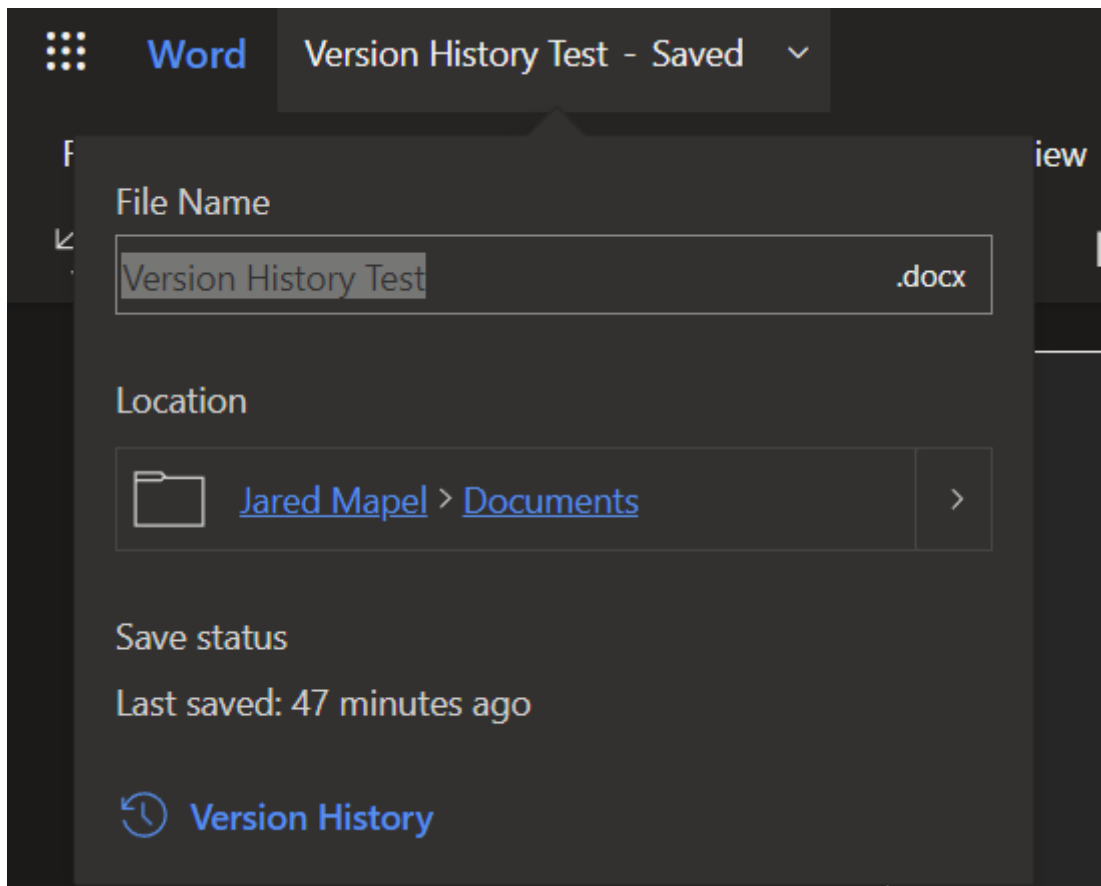 Word Version History Test - Saved
iew
File Name
Version History Test .docx
Location
Jared Mapel > Documents >
Save status
Last saved: 47 minutes ago
Version History